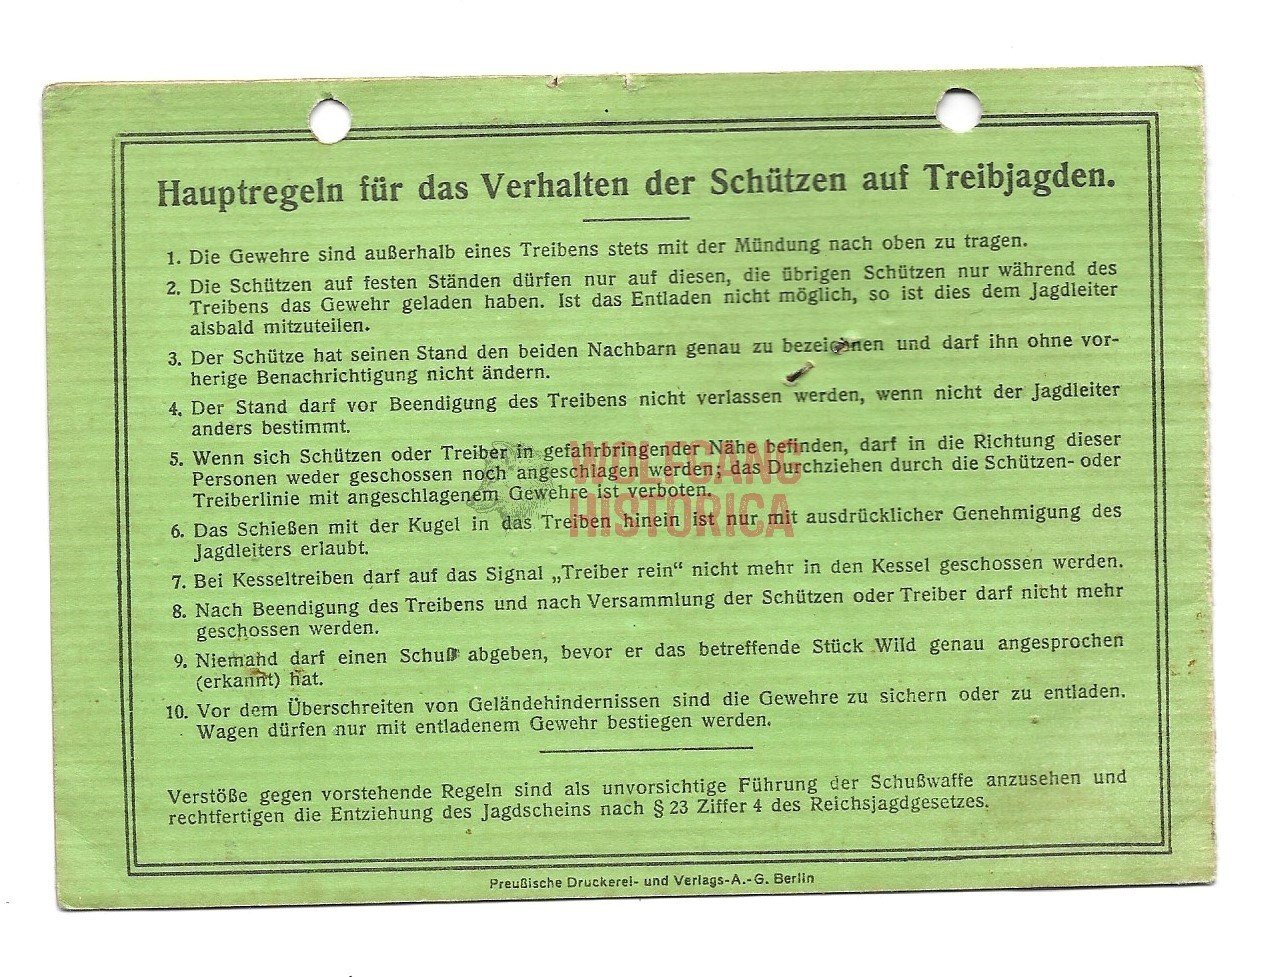 Hauptregeln für das Verhalten der Schützen auf Treibjagden.
1. Die Gewehre sind außerhalb eines Treibens stets mit der Mündung nach oben zu tragen.
2. Die Schützen auf festen Ständen dürfen nur auf diesen, die übrigen Schützen nur während des
Treibens das Gewehr geladen haben. Ist das Entladen nicht möglich, so ist dies dem Jagdleiter
alsbald mitzuteilen.
3. Der Schütze hat seinen Stand den beiden Nachbarn genau zu bezeichnen und darf ihn ohne vor-
herige Benachrichtigung nicht ändern.
4. Der Stand darf vor Beendigung des Treibens nicht verlassen werden, wenn nicht der Jagdleiter
anders bestimmt.
5. Wenn sich Schützen oder Treiber in gefahrbringender Nähe befinden, darf in die Richtung dieser
Personen weder geschossen noch angeschlagen werden; das Durchziehen durch die Schützen- oder
Treiberlinie mit angeschlagenem Gewehre ist verboten.
WOLFGANG
HISTORICA
6. Das Schießen mit der Kugel in das Treiben hinein ist nur mit ausdrücklicher Genehmigung des
Jagdleiters erlaubt.
7. Bei Kesseltreiben darf auf das Signal „Treiber rein“ nicht mehr in den Kessel geschossen werden.
8. Nach Beendigung des Treibens und nach Versammlung der Schützen oder Treiber darf nicht mehr
geschossen werden.
9. Niemand darf einen Schuß abgeben, bevor er das betreffende Stück Wild genau angesprochen
(erkannt) hat.
10. Vor dem Überschreiten von Geländehindernissen sind die Gewehre zu sichern oder zu entladen.
Wagen dürfen nur mit entladenem Gewehr bestiegen werden.
Verstöße gegen vorstehende Regeln sind als unvorsichtige Führung der Schußwaffe anzusehen und
rechtfertigen die Entziehung des Jagdscheins nach § 23 Ziffer 4 des Reichsjagdgesetzes.
Preußische Druckerei- und Verlags-A.-G. Berlin